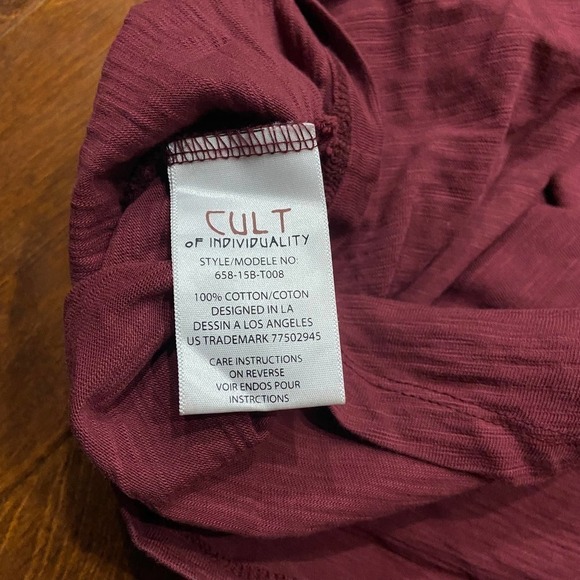 CULT
OF INDIVIDUALITY
STYLE/MODELE NO:
658-15B-T008
100% COTTON/COTON
DESIGNED IN LA
DESSIN A LOS ANGELES
US TRADEMARK 77502945
CARE INSTRUCTIONS
ON REVERSE
VOIR ENDOS POUR
INSTRCTIONS